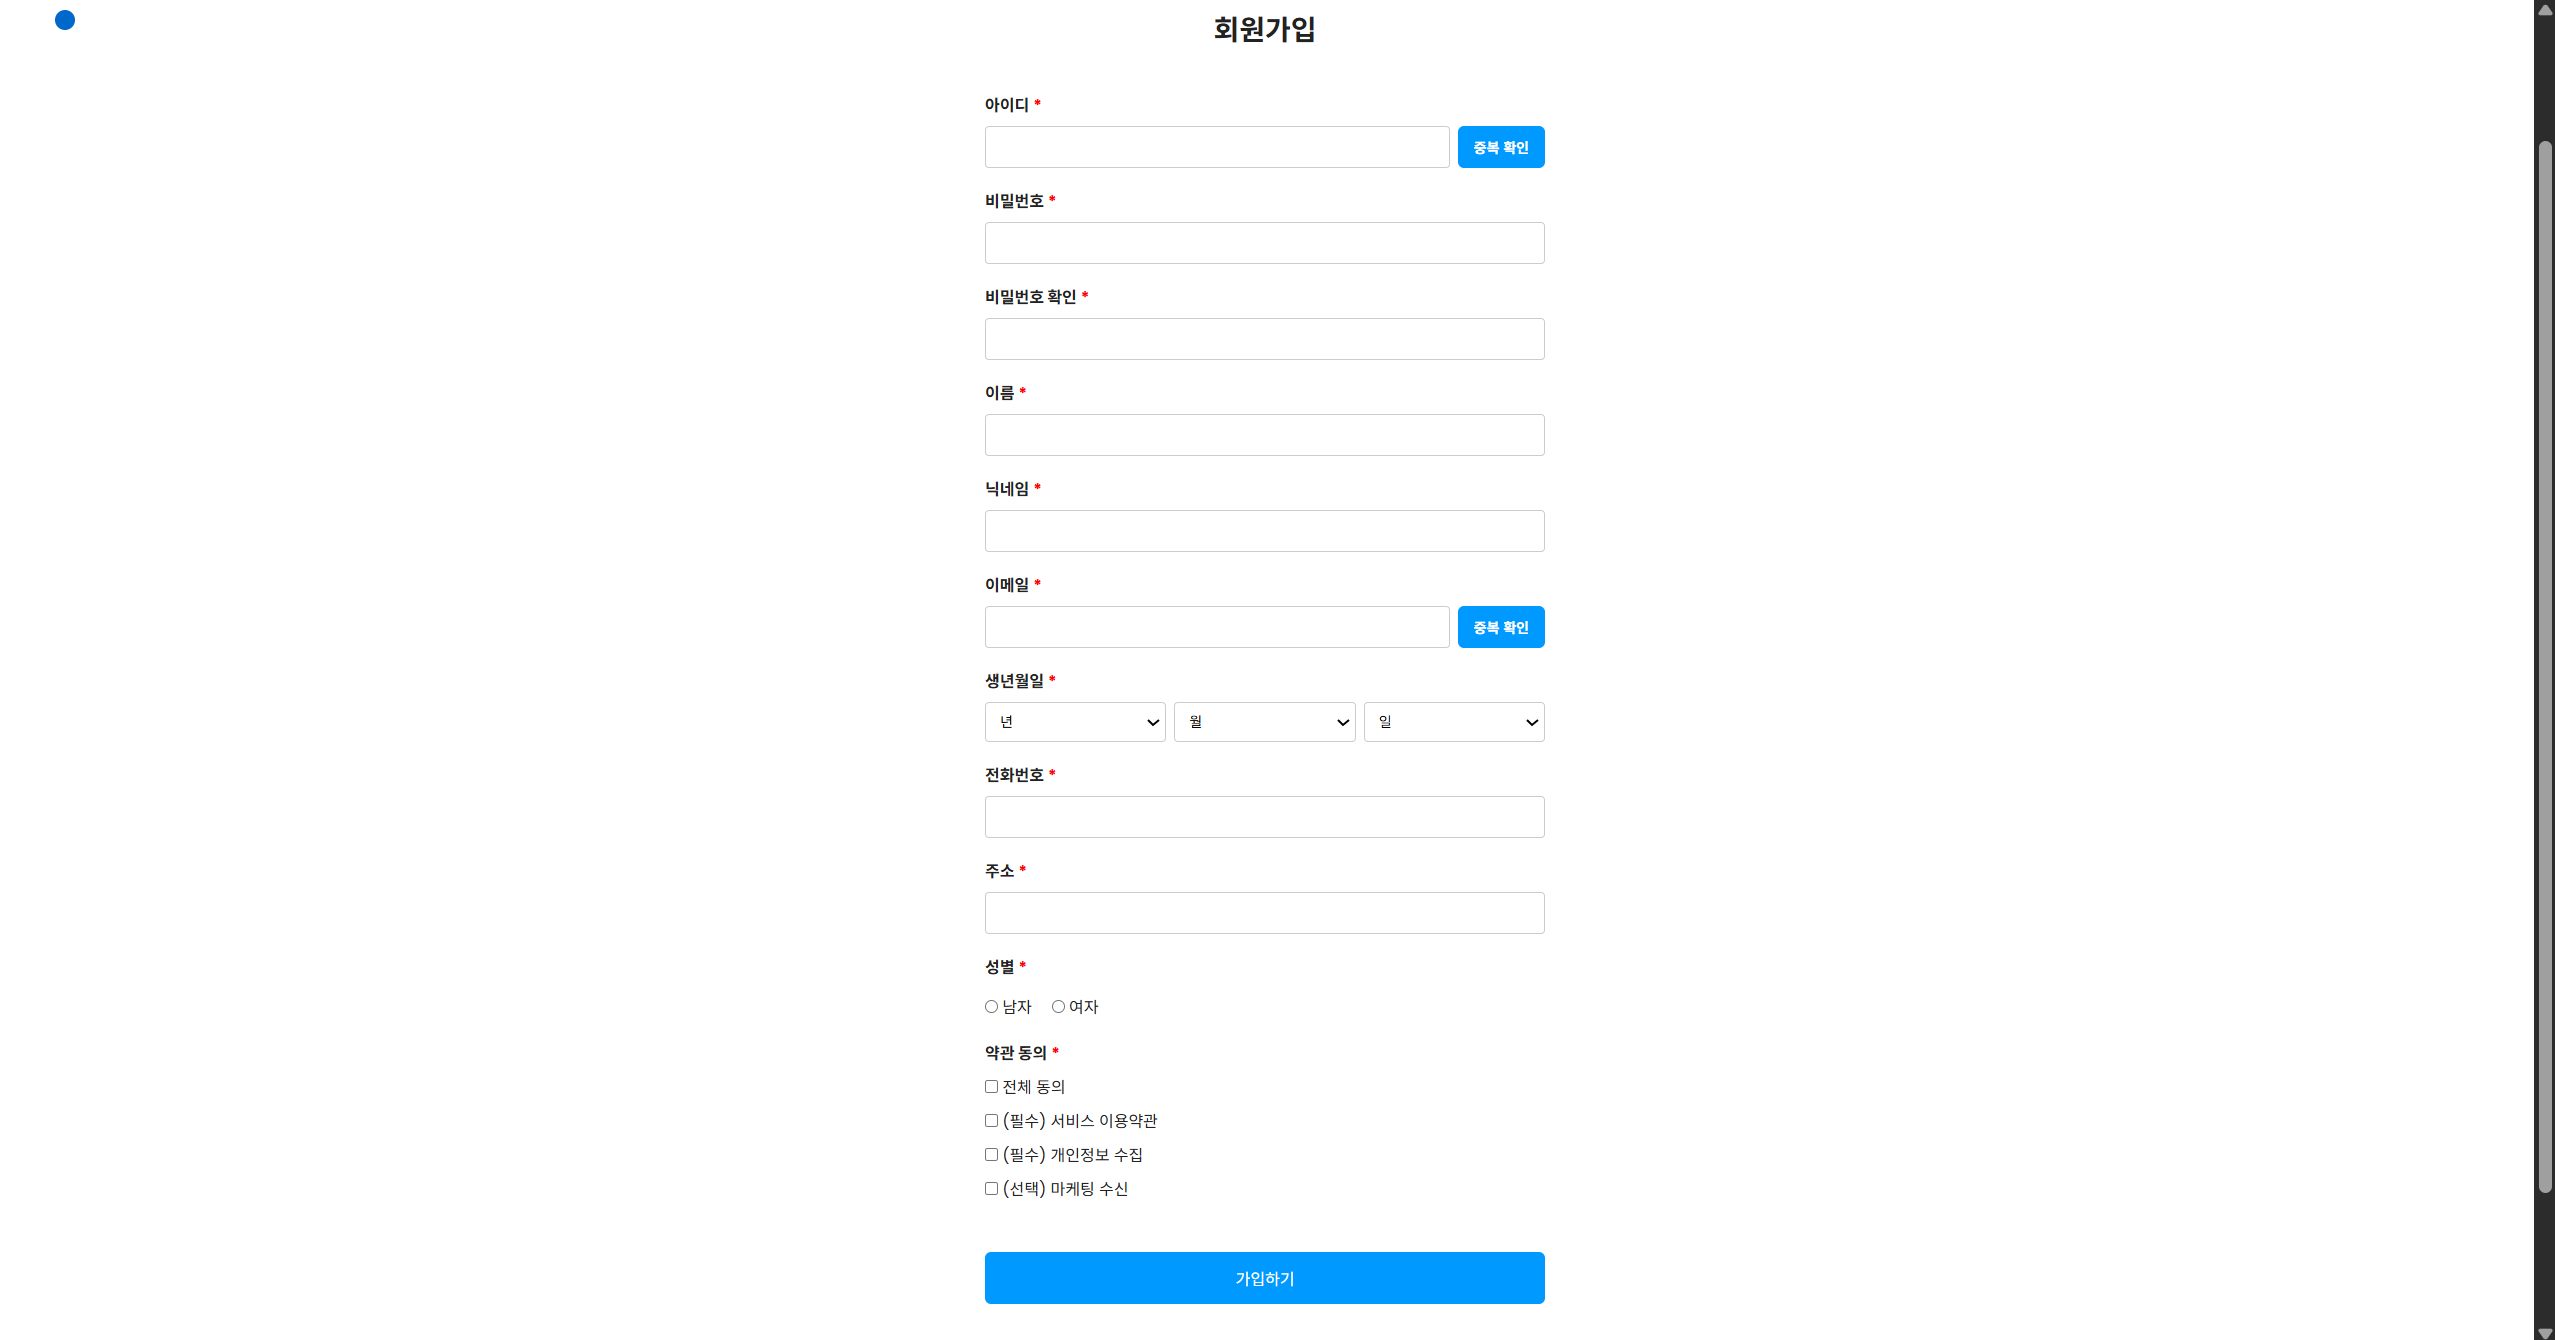 회원가입
아이디 *
중복 확인
비밀번호 *
비밀번호 확인 *
이름 *
닉네임 *
이메일 *
중복 확인
생년월일 *
년 월 일
전화번호 *
주소 *
성별 *
남자 여자
약관 동의 *
전체 동의
(필수) 서비스 이용약관
(필수) 개인정보 수집
(선택) 마케팅 수신
가입하기